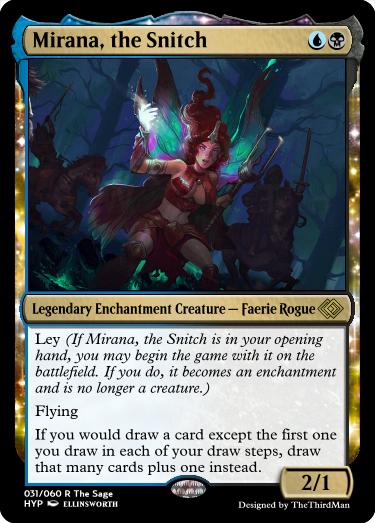 Mirana, the Snitch
Legendary Enchantment Creature — Faerie Rogue
Ley (If Mirana, the Snitch is in your opening
hand, you may begin the game with it on the
battlefield. If you do, it becomes an enchantment
and is no longer a creature.)
Flying
If you would draw a card except the first one
you draw in each of your draw steps, draw
that many cards plus one instead.
2/1
031/060 R The Sage
HYP ELLINSWORTH
Designed by TheThirdMan